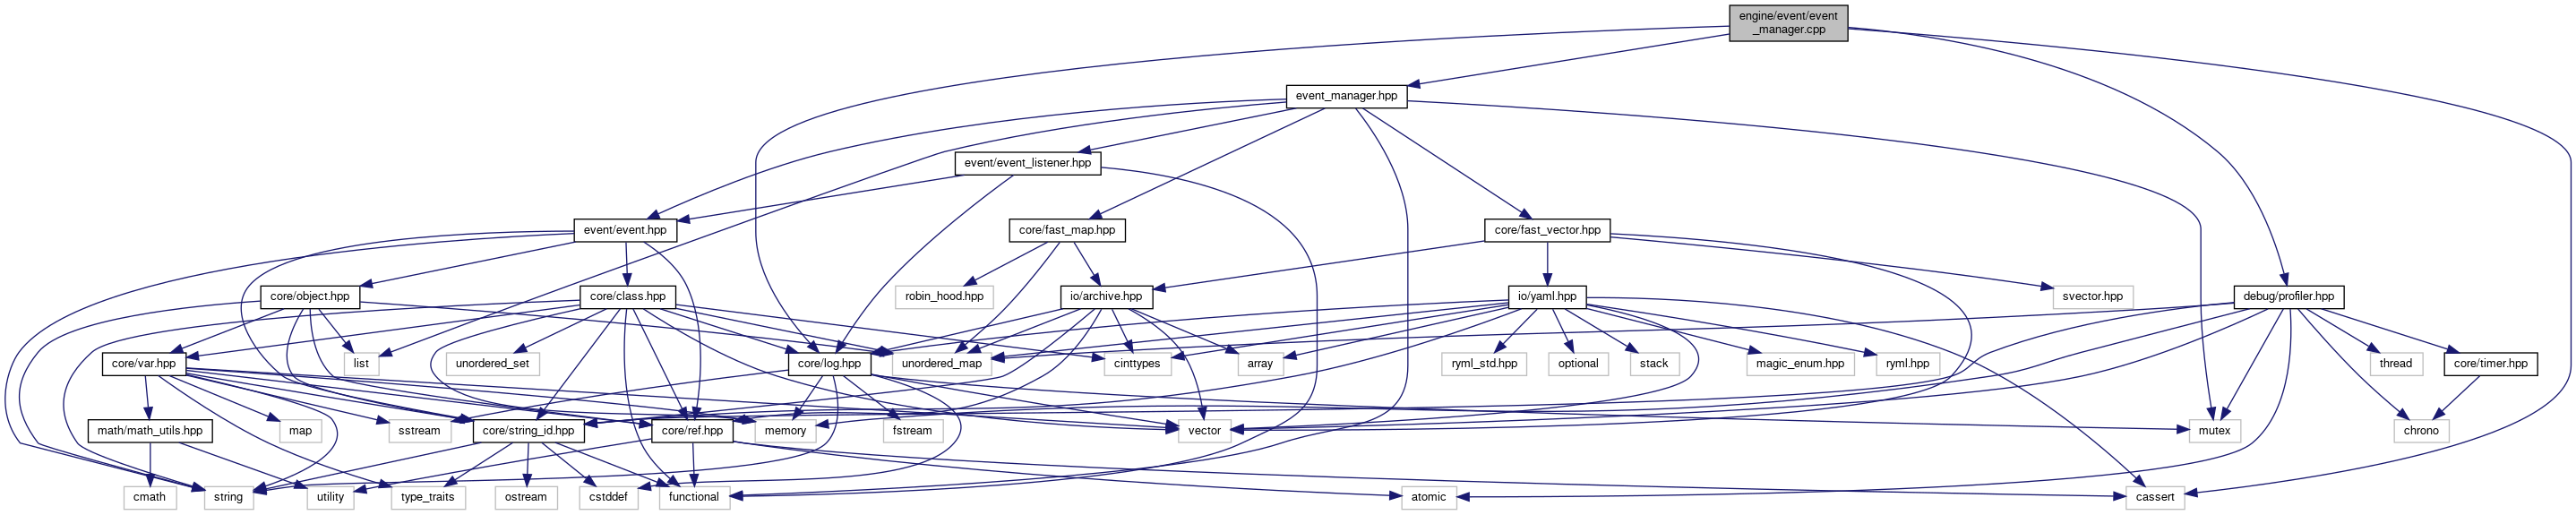 engine/event/event
_manager.cpp
event_manager.hpp
event/event_listener.hpp
event/event.hpp
core/fast_map.hpp
core/fast_vector.hpp
core/object.hpp
core/class.hpp
robin_hood.hpp
io/archive.hpp
io/yaml.hpp
svector.hpp
debug/profiler.hpp
core/var.hpp
list
unordered_set
core/log.hpp
unordered_map
cinttypes
array
ryml_std.hpp
optional
stack
magic_enum.hpp
ryml.hpp
thread
core/timer.hpp
math/math_utils.hpp
map
sstream
core/string_id.hpp
core/ref.hpp
memory
fstream
vector
mutex
chrono
cmath
string
utility
type_traits
ostream
cstddef
functional
atomic
cassert